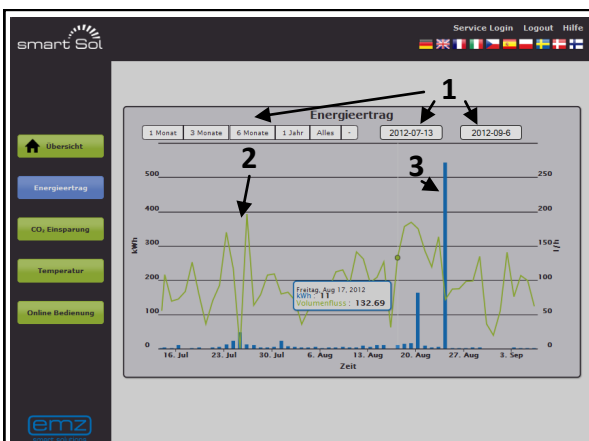 Service Login Logout Hilfe
smart Sol
1
Energieertrag
1 Monat 3 Monate 6 Monate 1 Jahr Alles - 2012-07-13 2012-09-6
Übersicht
2
3
500 250
Energieertrag
400 200
CO₂ Einsparung
kWh 300 150 l/h
Temperatur
200 100
Freitag, Aug 17, 2012
kWh : 11
Volumenfluss : 132.69
Online Bedienung
100 50
0 0
16. Jul 23. Jul 30. Jul 6. Aug 13. Aug 20. Aug 27. Aug 3. Sep
Zeit
emz
smart solutions